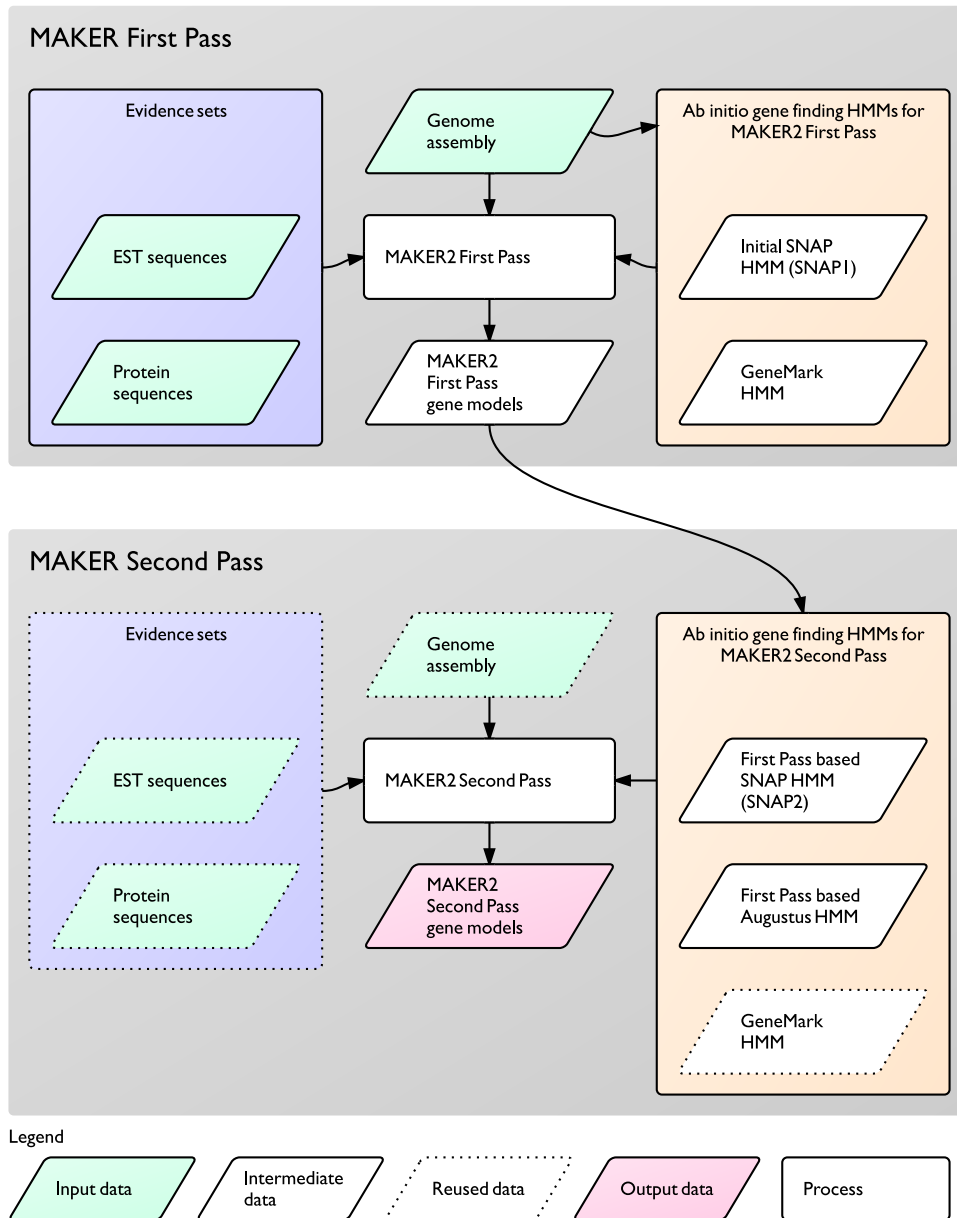 MAKER First Pass
Evidence sets
EST sequences
Protein
sequences
Genome
assembly
MAKER2 First Pass
MAKER2
First Pass
gene models
Ab initio gene finding HMMs for
MAKER2 First Pass
Initial SNAP
HMM (SNAP1)
GeneMark
HMM
MAKER Second Pass
Evidence sets
EST sequences
Protein
sequences
Genome
assembly
MAKER2 Second Pass
MAKER2
Second Pass
gene models
Ab initio gene finding HMMs for
MAKER2 Second Pass
First Pass based
SNAP HMM
(SNAP2)
First Pass based
Augustus HMM
GeneMark
HMM
Legend
Input data
Intermediate
data
Reused data
Output data
Process